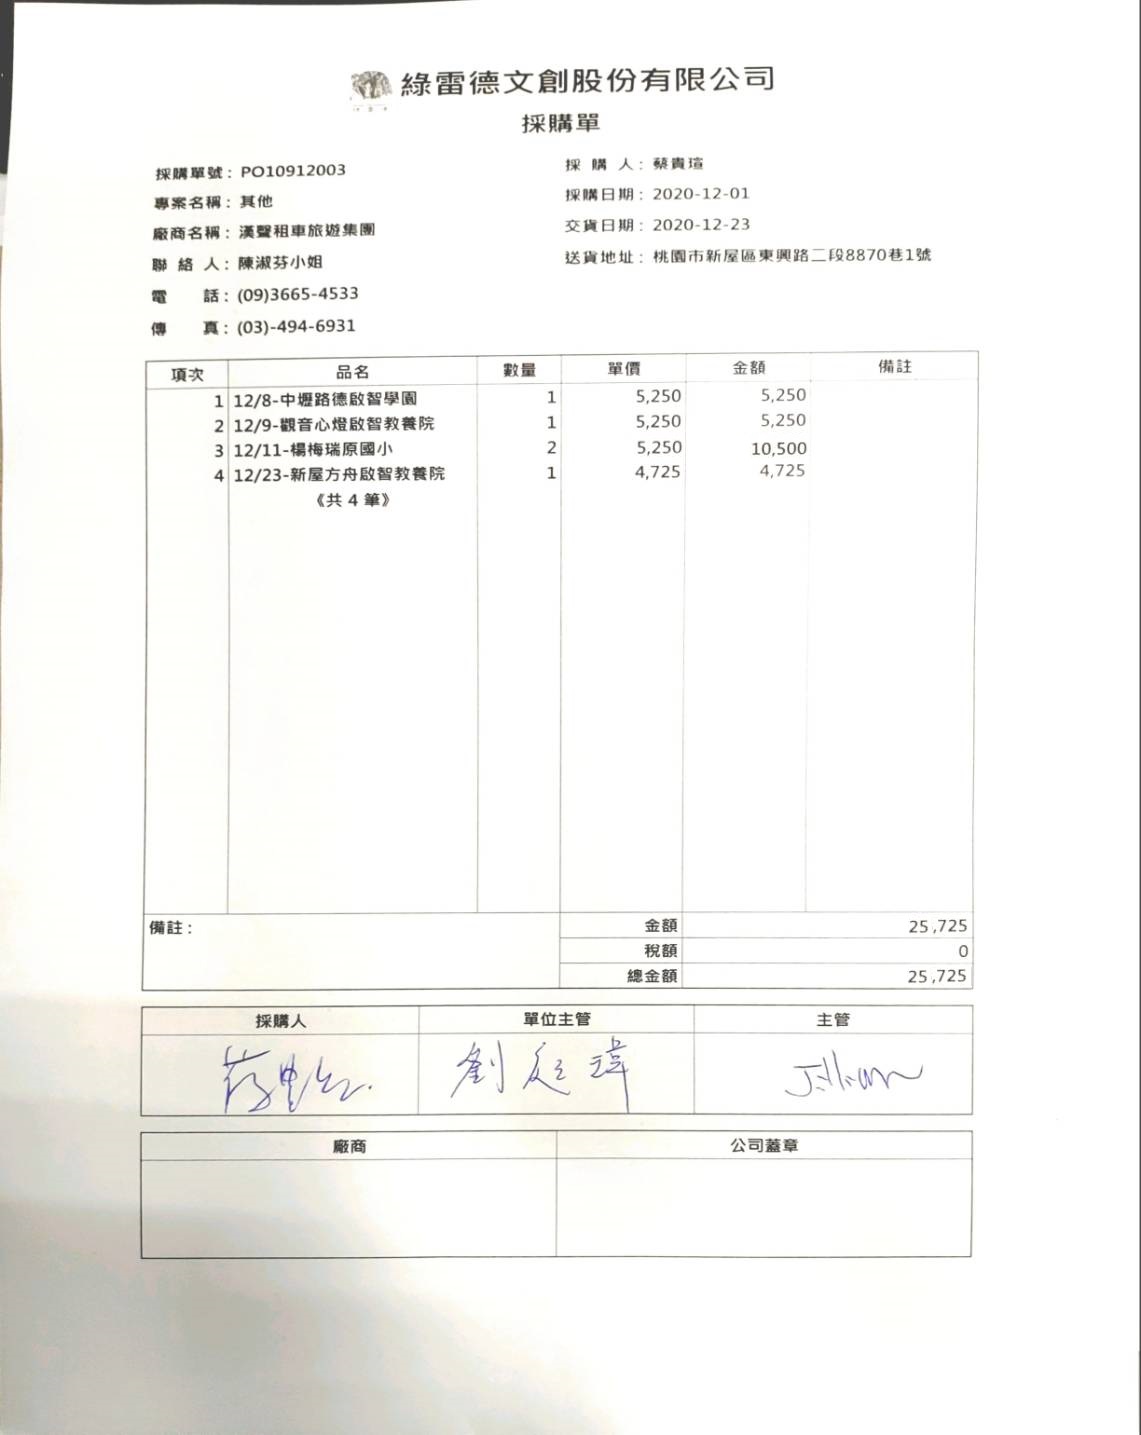 綠雷德文創股份有限公司
採購單
採購單號：PO10912003
專案名稱：其他
廠商名稱：漢聲租車旅遊集團
聯 絡 人：陳淑芬小姐
電　　話：(09)3665-4533
傳　　真：(03)-494-6931
採 購 人：蔡貴瑄
採購日期：2020-12-01
交貨日期：2020-12-23
送貨地址：桃園市新屋區東興路二段8870巷1號
項次 品名 數量 單價 金額 備註
1 12/8-中壢路德啟智學園 1 5,250 5,250
2 12/9-觀音心燈啟智教養院 1 5,250 5,250
3 12/11-楊梅瑞原國小 2 5,250 10,500
4 12/23-新屋方舟啟智教養院 1 4,725 4,725
《共 4 筆》
備註：
金額 25,725
稅額 0
總金額 25,725
採購人 單位主管 主管
劉廷瑋 Jillian
廠商 公司蓋章